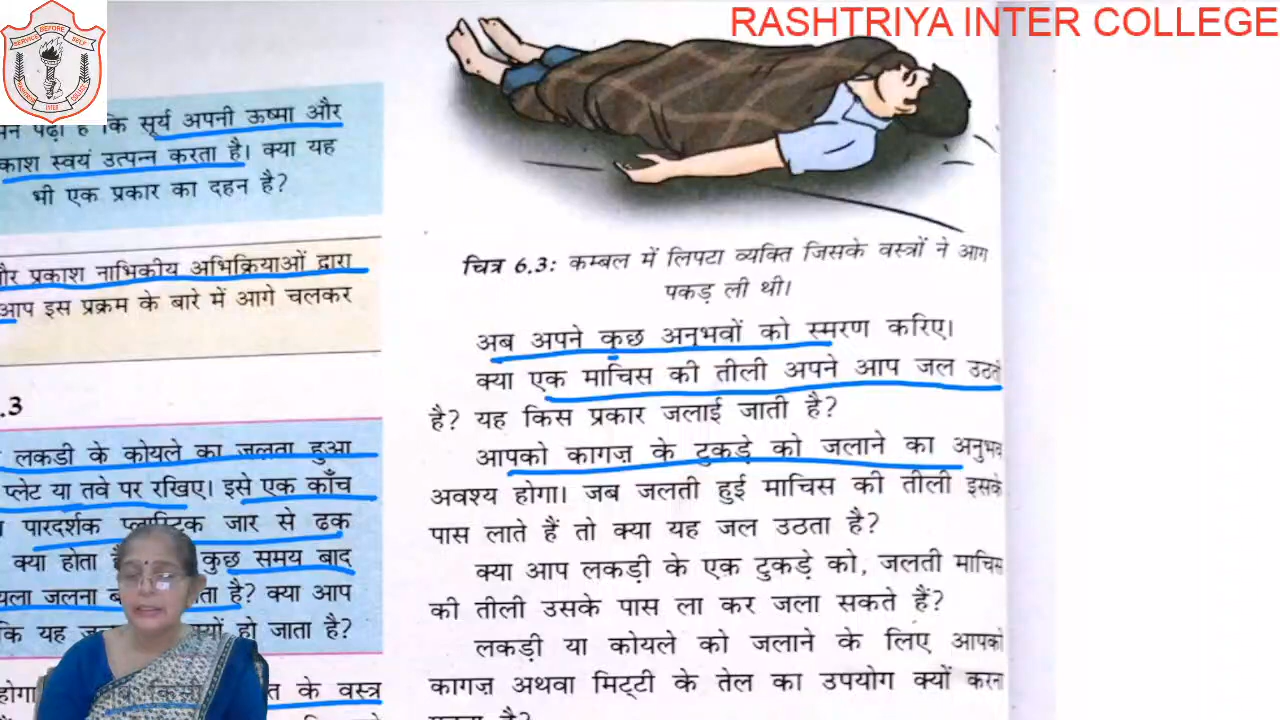 RASHTRIYA INTER COLLEGE
SERVICE BEFORE SELF
पढ़ा है कि सूर्य अपनी ऊष्मा और
काश स्वयं उत्पन्न करता है। क्या यह
भी एक प्रकार का दहन है?
और प्रकाश नाभिकीय अभिक्रियाओं द्वारा
आप इस प्रक्रम के बारे में आगे चलकर
.3
लकडी के कोयले का जलता हुआ
प्लेट या तवे पर रखिए। इसे एक काँच
पारदर्शक प्लास्टिक जार से ढक
क्या होता कुछ समय बाद
यला जलना है? क्या आप
कि यह हो जाता है?
होगा के वस्त्र
चित्र 6.3: कम्बल में लिपटा व्यक्ति जिसके वस्त्रों ने आग
पकड़ ली थी।
अब अपने कुछ अनुभवों को स्मरण करिए।
क्या एक माचिस की तीली अपने आप जल उठती
है? यह किस प्रकार जलाई जाती है?
आपको कागज़ के टुकड़े को जलाने का अनुभव
अवश्य होगा। जब जलती हुई माचिस की तीली इसके
पास लाते हैं तो क्या यह जल उठता है?
क्या आप लकड़ी के एक टुकड़े को, जलती माचिस
की तीली उसके पास ला कर जला सकते हैं?
लकड़ी या कोयले को जलाने के लिए आपको
कागज़ अथवा मिट्टी के तेल का उपयोग क्यों करना